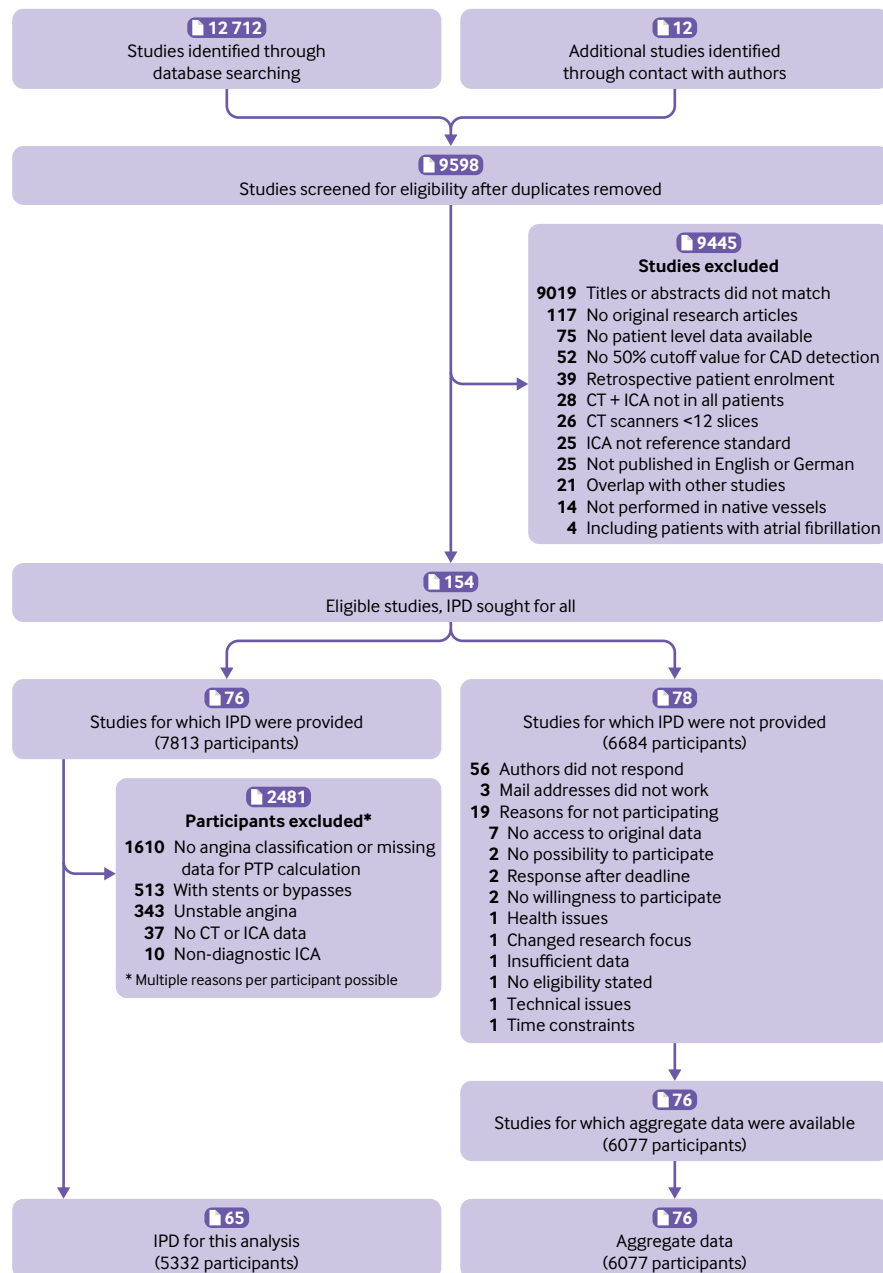 12 712
Studies identified through
database searching
12
Additional studies identified
through contact with authors
9598
Studies screened for eligibility after duplicates removed
9445
Studies excluded
9019 Titles or abstracts did not match
117 No original research articles
75 No patient level data available
52 No 50% cutoff value for CAD detection
39 Retrospective patient enrolment
28 CT + ICA not in all patients
26 CT scanners <12 slices
25 ICA not reference standard
25 Not published in English or German
21 Overlap with other studies
14 Not performed in native vessels
4 Including patients with atrial fibrillation
154
Eligible studies, IPD sought for all
76
Studies for which IPD were provided
(7813 participants)
2481
Participants excluded*
1610 No angina classification or missing
data for PTP calculation
513 With stents or bypasses
343 Unstable angina
37 No CT or ICA data
10 Non-diagnostic ICA
* Multiple reasons per participant possible
78
Studies for which IPD were not provided
(6684 participants)
56 Authors did not respond
3 Mail addresses did not work
19 Reasons for not participating
7 No access to original data
2 No possibility to participate
2 Response after deadline
2 No willingness to participate
1 Health issues
1 Changed research focus
1 Insufficient data
1 No eligibility stated
1 Technical issues
1 Time constraints
76
Studies for which aggregate data were available
(6077 participants)
65
IPD for this analysis
(5332 participants)
76
Aggregate data
(6077 participants)